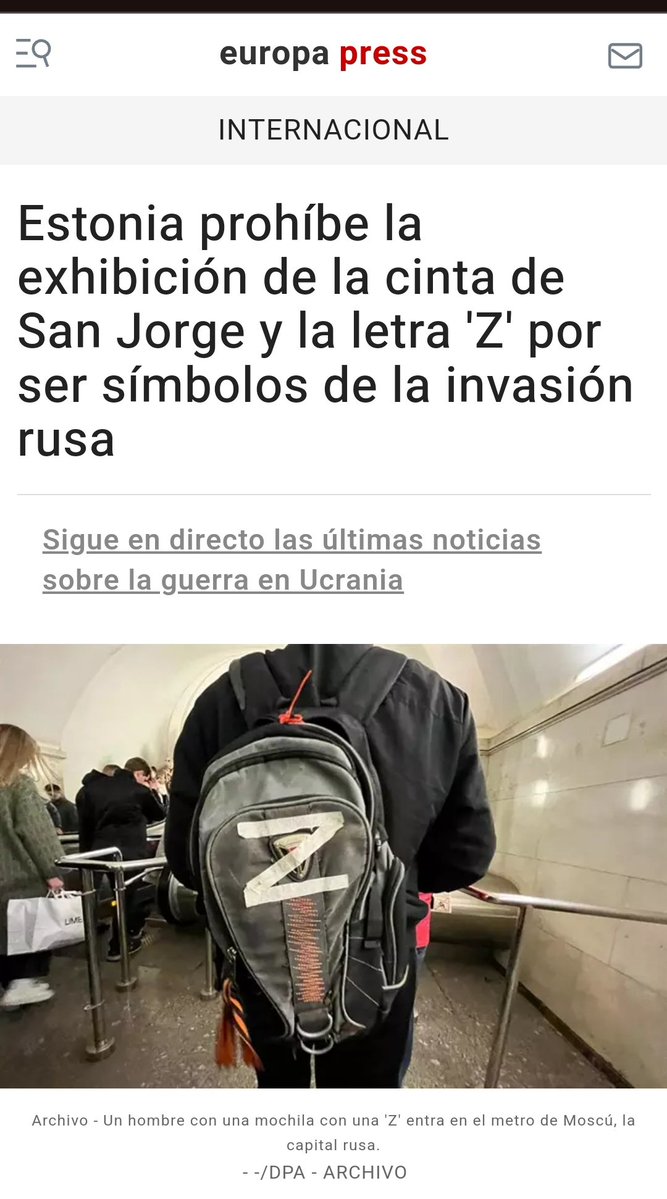 europa press
INTERNACIONAL
Estonia prohíbe la
exhibición de la cinta de
San Jorge y la letra 'Z' por
ser símbolos de la invasión
rusa
Sigue en directo las últimas noticias
sobre la guerra en Ucrania
Z
LIME
Archivo - Un hombre con una mochila con una 'Z' entra en el metro de Moscú, la
capital rusa.
- -/DPA - ARCHIVO